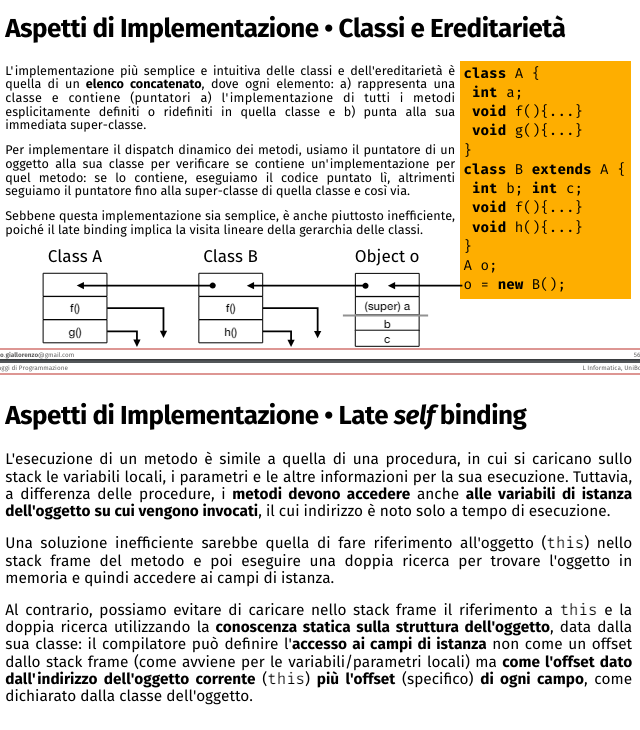 Aspetti di Implementazione • Classi e Ereditarietà
L'implementazione più semplice e intuitiva delle classi e dell'ereditarietà è
quella di un elenco concatenato, dove ogni elemento: a) rappresenta una
classe e contiene (puntatori a) l'implementazione di tutti i metodi
esplicitamente definiti o ridefiniti in quella classe e b) punta alla sua
immediata super-classe.
Per implementare il dispatch dinamico dei metodi, usiamo il puntatore di un
oggetto alla sua classe per verificare se contiene un'implementazione per
quel metodo: se lo contiene, eseguiamo il codice puntato lì, altrimenti
seguiamo il puntatore fino alla super-classe di quella classe e così via.
Sebbene questa implementazione sia semplice, è anche piuttosto inefficiente,
poiché il late binding implica la visita lineare della gerarchia delle classi.
class A {
int a;
void f(){...}
void g(){...}
}
class B extends A {
int b; int c;
void f(){...}
void h(){...}
}
A o;
o = new B();
Class A
f()
g()
Class B
f()
h()
Object o
(super) a
b
c
o.giallorenzo@gmail.com
56
ggi di Programmazione
L Informatica, UniBo
Aspetti di Implementazione • Late self binding
L'esecuzione di un metodo è simile a quella di una procedura, in cui si caricano sullo
stack le variabili locali, i parametri e le altre informazioni per la sua esecuzione. Tuttavia,
a differenza delle procedure, i metodi devono accedere anche alle variabili di istanza
dell'oggetto su cui vengono invocati, il cui indirizzo è noto solo a tempo di esecuzione.
Una soluzione inefficiente sarebbe quella di fare riferimento all'oggetto (this) nello
stack frame del metodo e poi eseguire una doppia ricerca per trovare l'oggetto in
memoria e quindi accedere ai campi di istanza.
Al contrario, possiamo evitare di caricare nello stack frame il riferimento a this e la
doppia ricerca utilizzando la conoscenza statica sulla struttura dell'oggetto, data dalla
sua classe: il compilatore può definire l'accesso ai campi di istanza non come un offset
dallo stack frame (come avviene per le variabili/parametri locali) ma come l'offset dato
dall'indirizzo dell'oggetto corrente (this) più l'offset (specifico) di ogni campo, come
dichiarato dalla classe dell'oggetto.